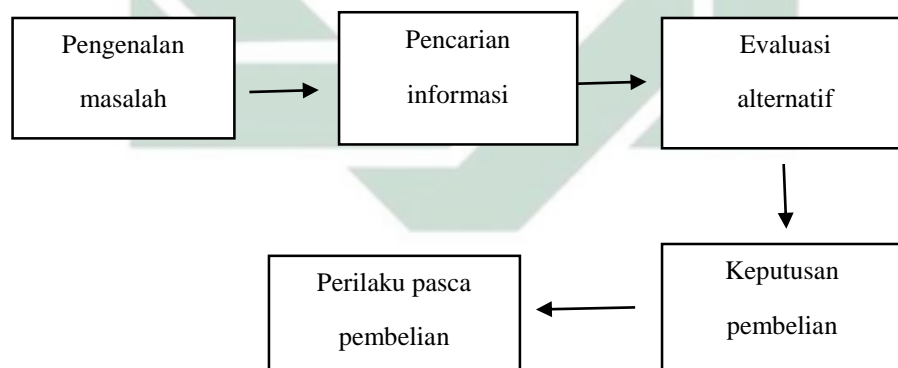 Pengenalan
masalah
Pencarian
informasi
Evaluasi
alternatif
Keputusan
pembelian
Perilaku pasca
pembelian